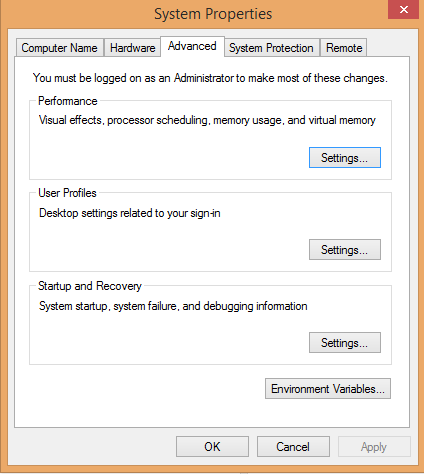 System Properties
Computer Name Hardware Advanced System Protection Remote
You must be logged on as an Administrator to make most of these changes.
Performance
Visual effects, processor scheduling, memory usage, and virtual memory
Settings...
User Profiles
Desktop settings related to your sign-in
Settings...
Startup and Recovery
System startup, system failure, and debugging information
Settings...
Environment Variables...
OK Cancel Apply